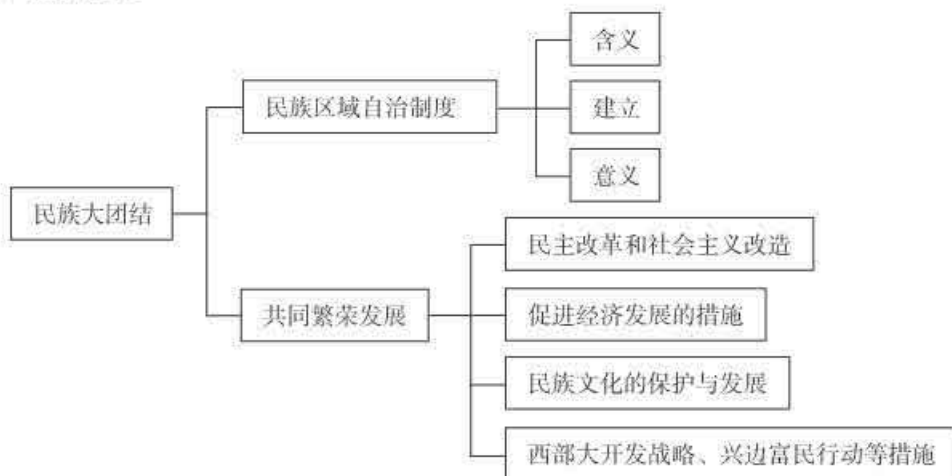 民族大团结
民族区域自治制度
含义
建立
意义
共同繁荣发展
民主改革和社会主义改造
促进经济发展的措施
民族文化的保护与发展
西部大开发战略、兴边富民行动等措施